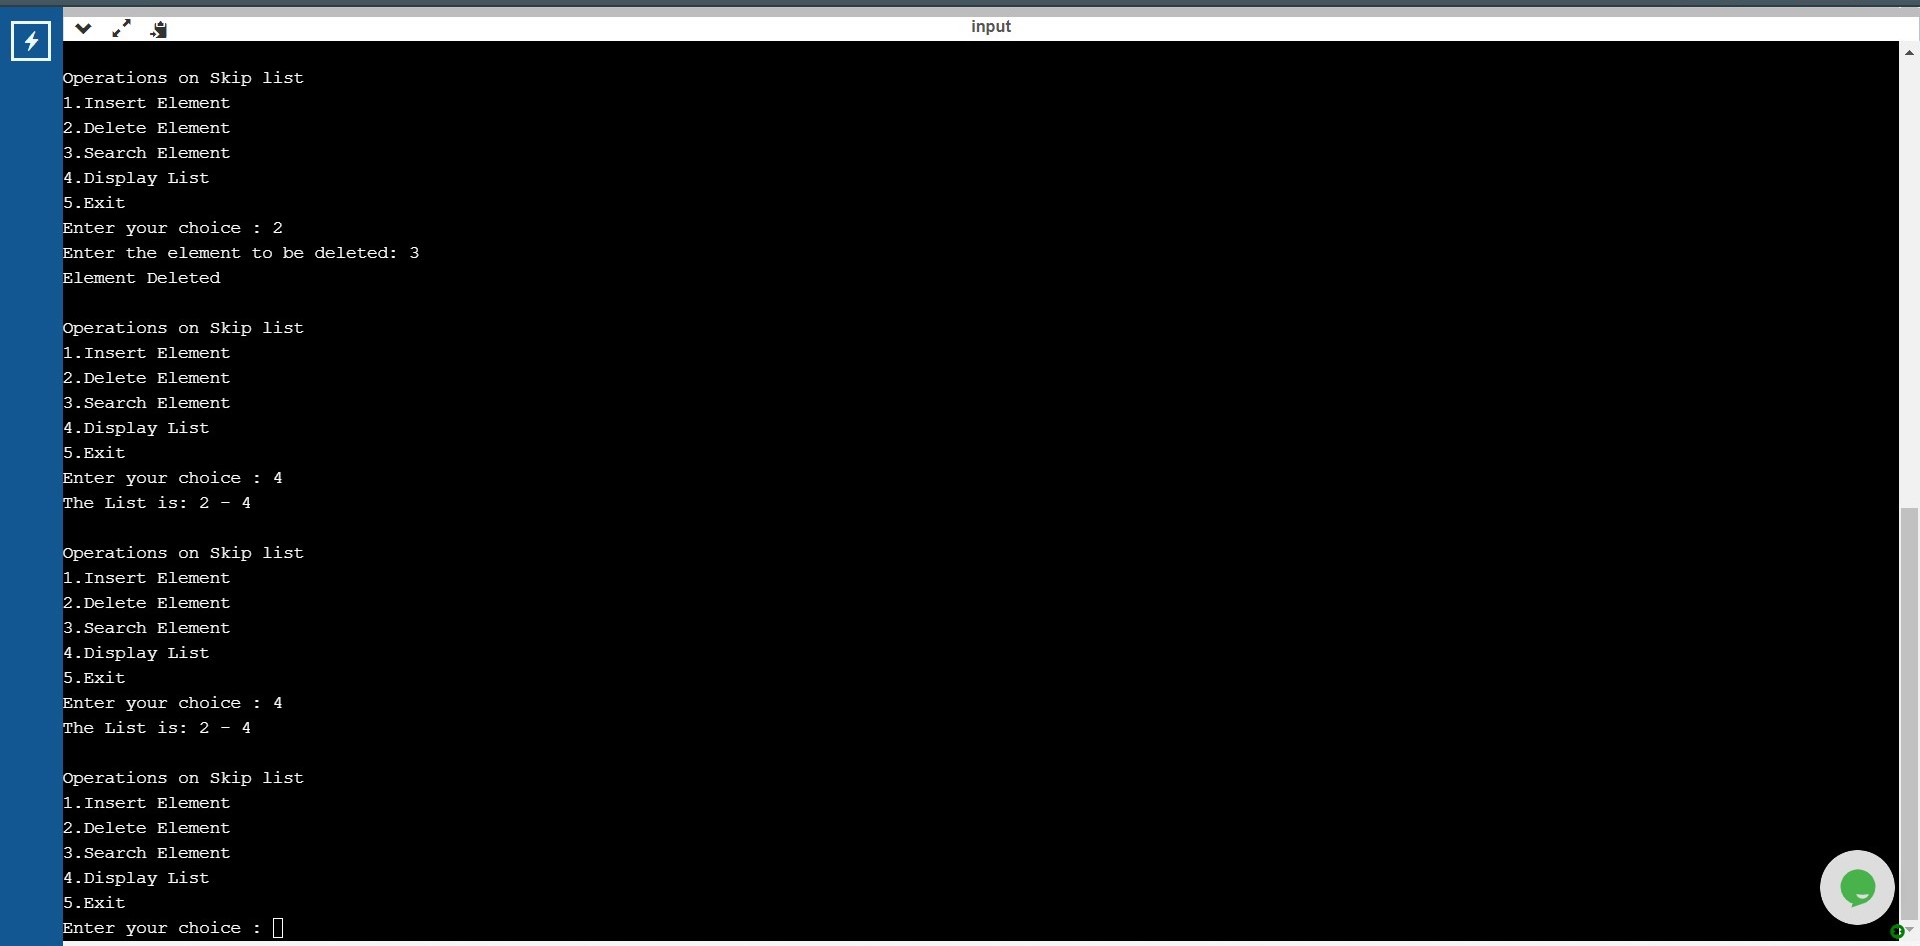 input
Operations on Skip list
1.Insert Element
2.Delete Element
3.Search Element
4.Display List
5.Exit
Enter your choice : 2
Enter the element to be deleted: 3
Element Deleted
Operations on Skip list
1.Insert Element
2.Delete Element
3.Search Element
4.Display List
5.Exit
Enter your choice : 4
The List is: 2 - 4
Operations on Skip list
1.Insert Element
2.Delete Element
3.Search Element
4.Display List
5.Exit
Enter your choice : 4
The List is: 2 - 4
Operations on Skip list
1.Insert Element
2.Delete Element
3.Search Element
4.Display List
5.Exit
Enter your choice :